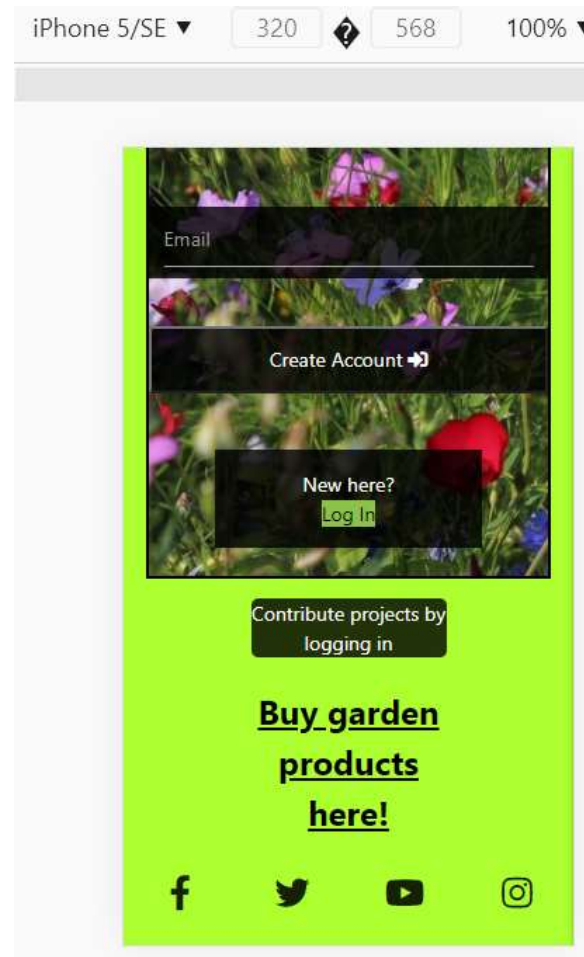 iPhone 5/SE ▼ 320 � 568 100% ▼
Email
Create Account
New here?
Log In
Contribute projects by
logging in
Buy garden
products
here!